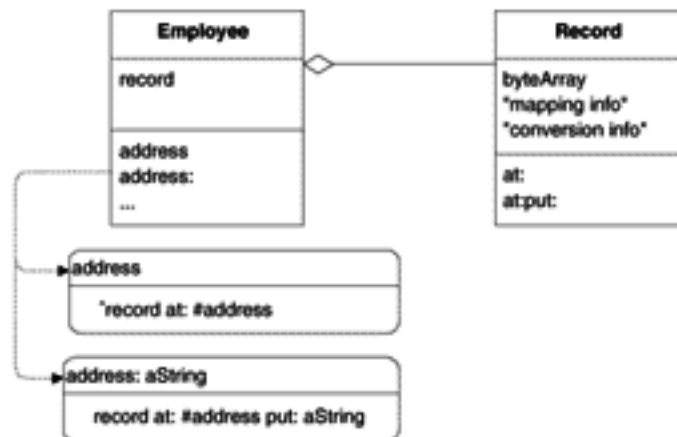 Employee
record
address
address:
...
Record
byteArray
"mapping info"
"conversion info"
at:
at:put:
address
^record at: #address
address: aString
record at: #address put: aString